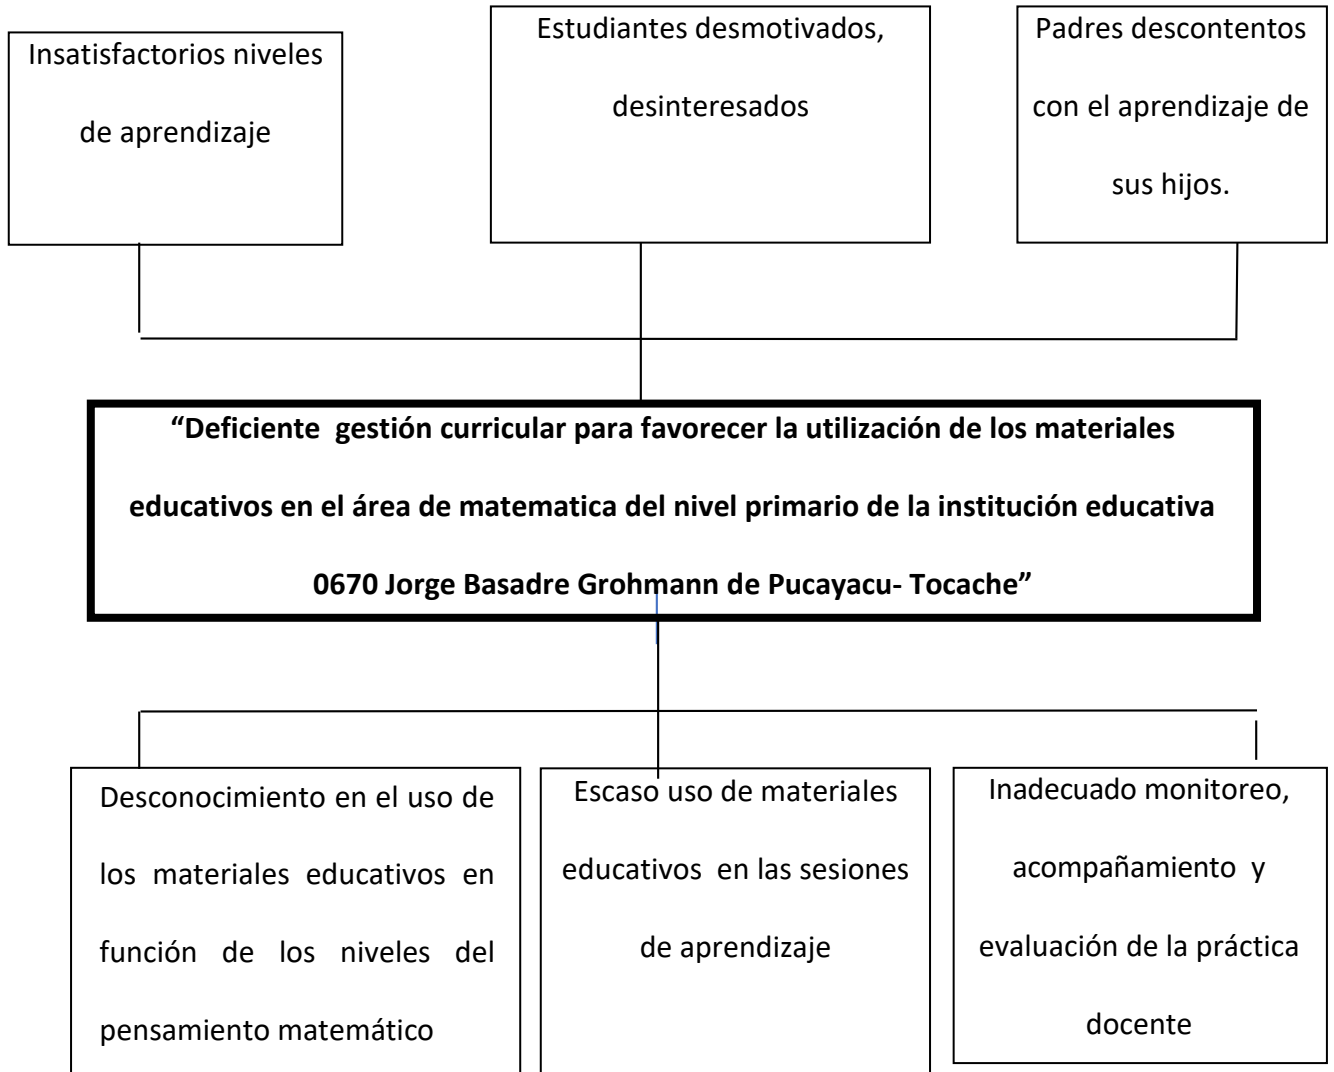 Insatisfactorios niveles
de aprendizaje
Estudiantes desmotivados,
desinteresados
Padres descontentos
con el aprendizaje de
sus hijos.
“Deficiente  gestión curricular para favorecer la utilización de los materiales
educativos en el área de matematica del nivel primario de la institución educativa
0670 Jorge Basadre Grohmann de Pucayacu- Tocache”
Desconocimiento en el uso de
los materiales educativos en
función de los niveles del
pensamiento matemático
Escaso uso de materiales
educativos  en las sesiones
de aprendizaje
Inadecuado monitoreo,
acompañamiento  y
evaluación de la práctica
docente